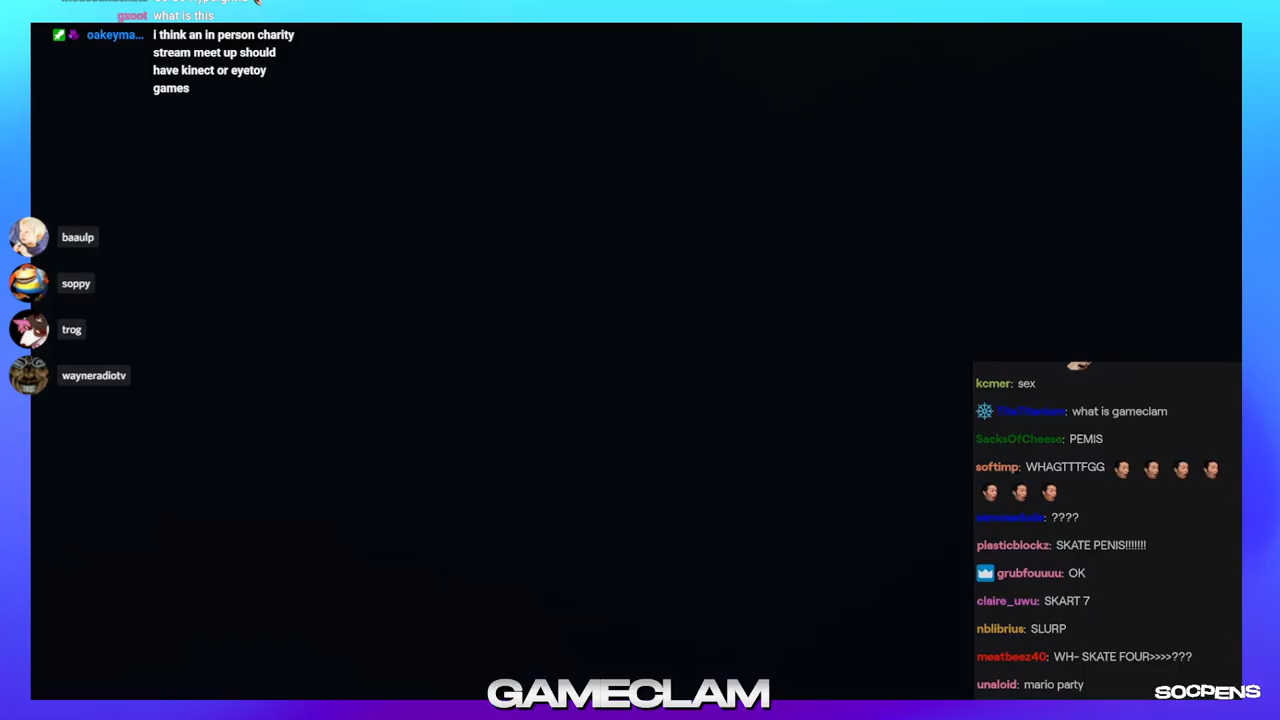 gxoot what is this
oakeyma... i think an in person charity
stream meet up should
have kinect or eyetoy
games
baaulp
soppy
trog
wayneradiotv
kcmer: sex
: what is gameclam
SacksOfCheese: PEMIS
softimp: WHAGTTTFGG
: ????
plasticblockz: SKATE PENIS!!!!!!!
grubfouuuu: OK
claire_uwu: SKART 7
nblibrius: SLURP
meatbeez40: WH- SKATE FOUR>>>>???
unaloid: mario party
GAMECLAM
SOCPENS